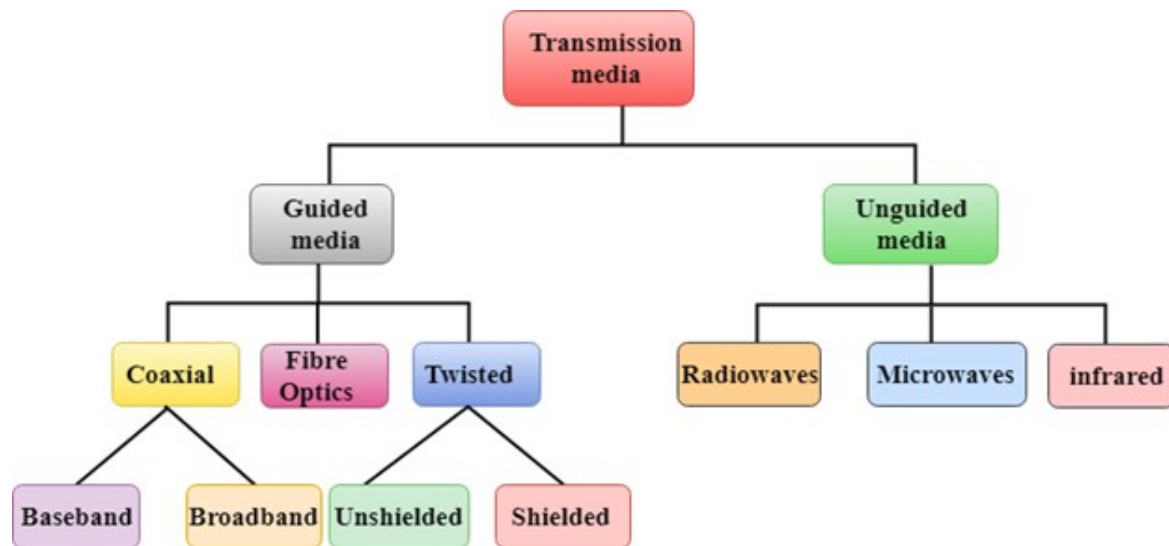 Transmission
media
Guided
media
Unguided
media
Coaxial
Fibre
Optics
Twisted
Radiowaves
Microwaves
infrared
Baseband
Broadband
Unshielded
Shielded